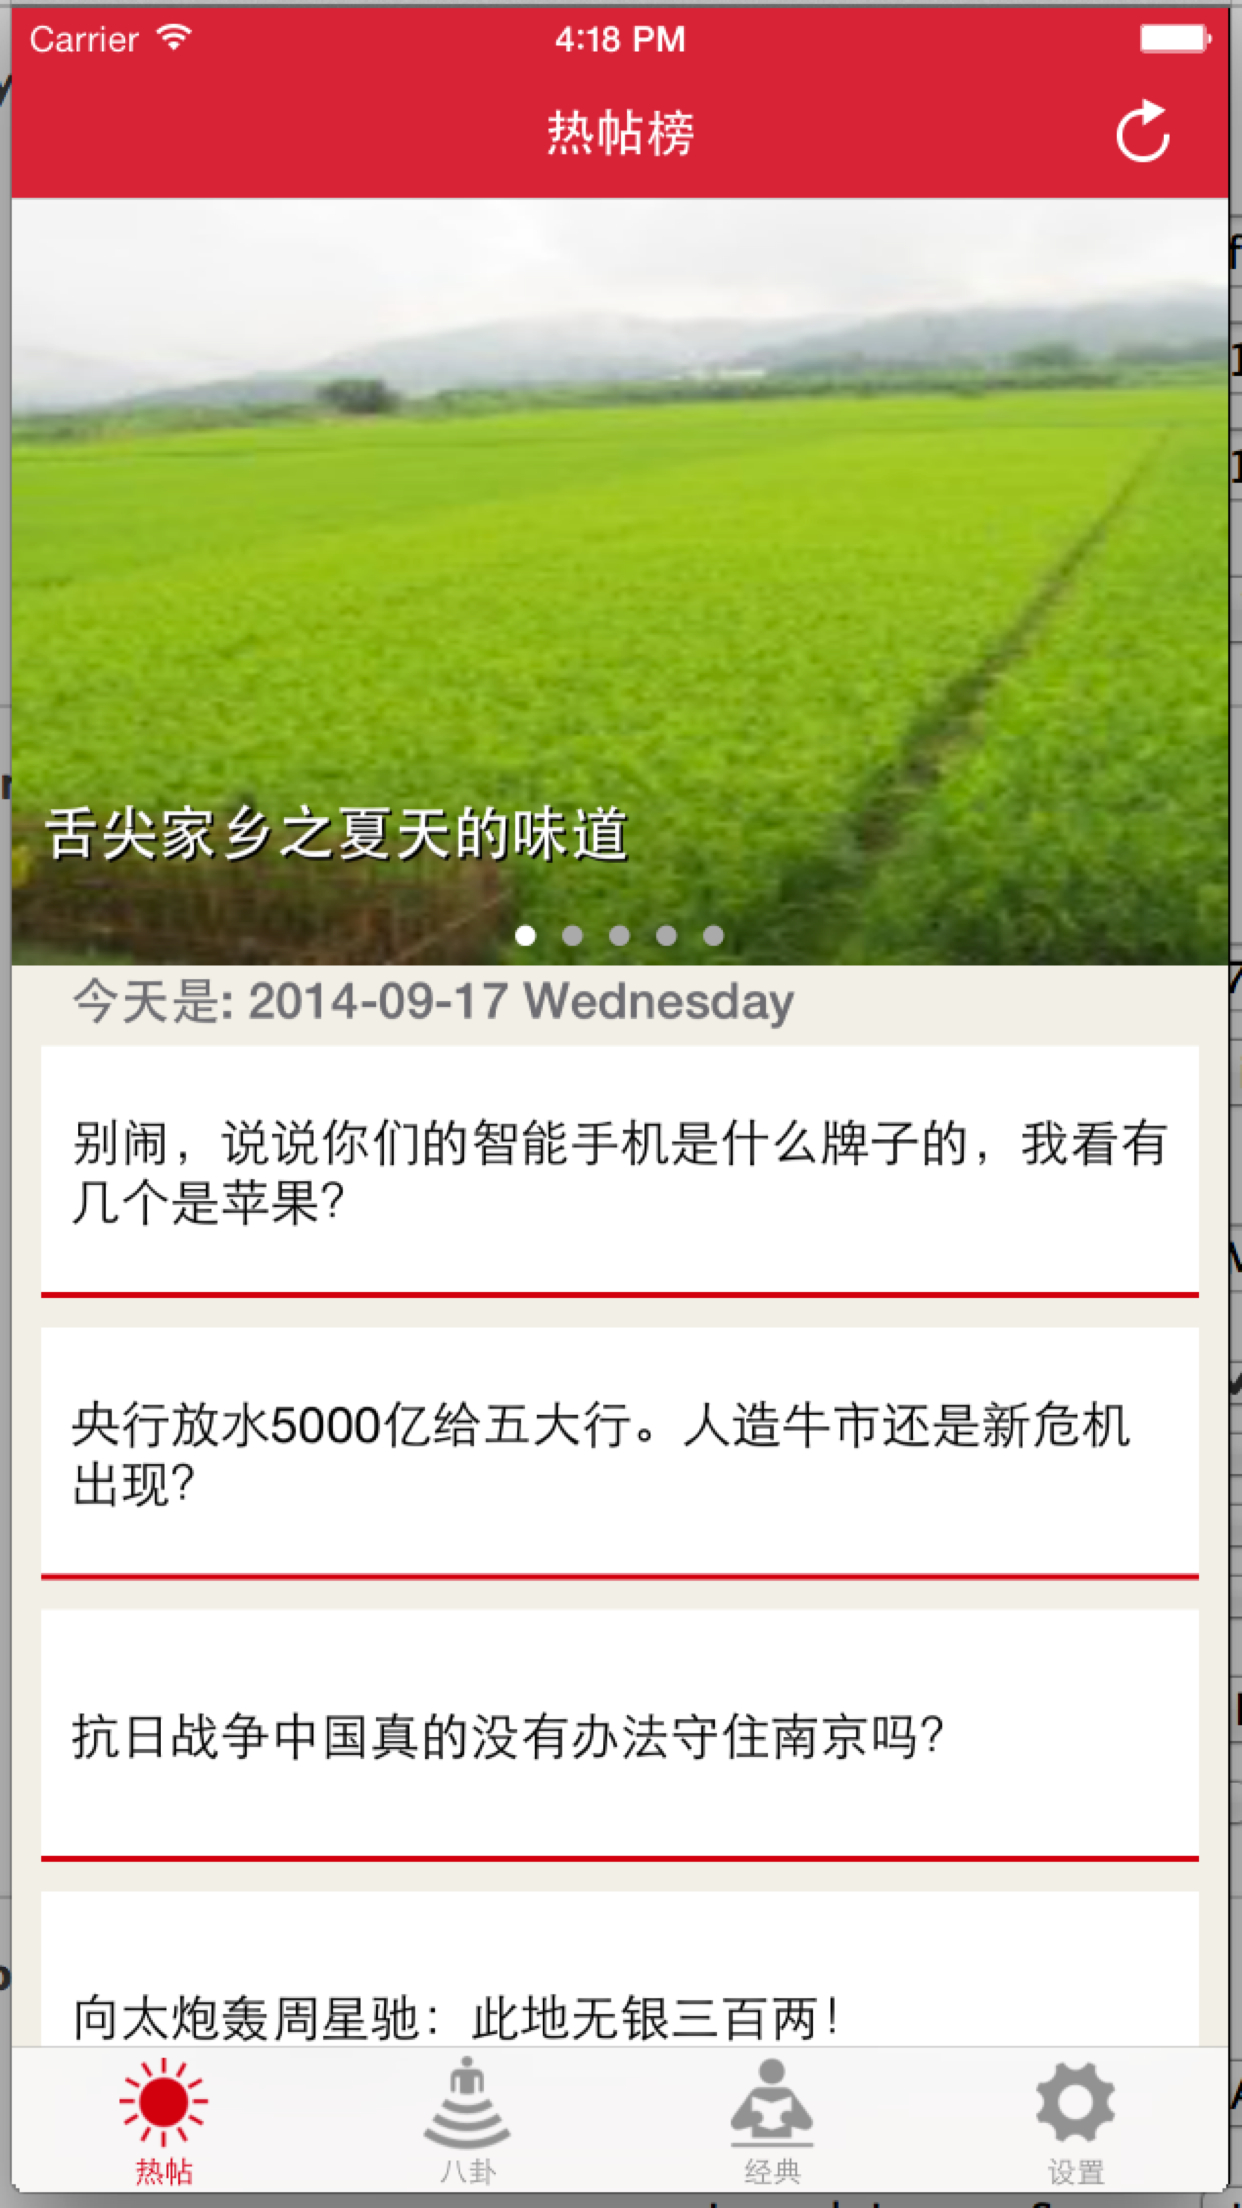 Carrier 4:18 PM
热帖榜
舌尖家乡之夏天的味道
今天是: 2014-09-17 Wednesday
别闹，说说你们的智能手机是什么牌子的，我看有
几个是苹果？
央行放水5000亿给五大行。人造牛市还是新危机
出现？
抗日战争中国真的没有办法守住南京吗？
向太炮轰周星驰：此地无银三百两！
热帖 八卦 经典 设置